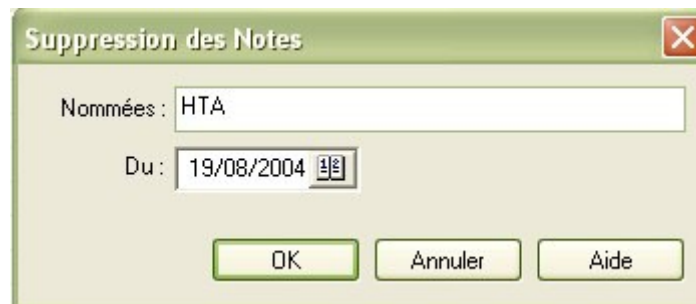 Suppression des Notes
Nommées : HTA
Du : 19/08/2004
OK Annuler Aide